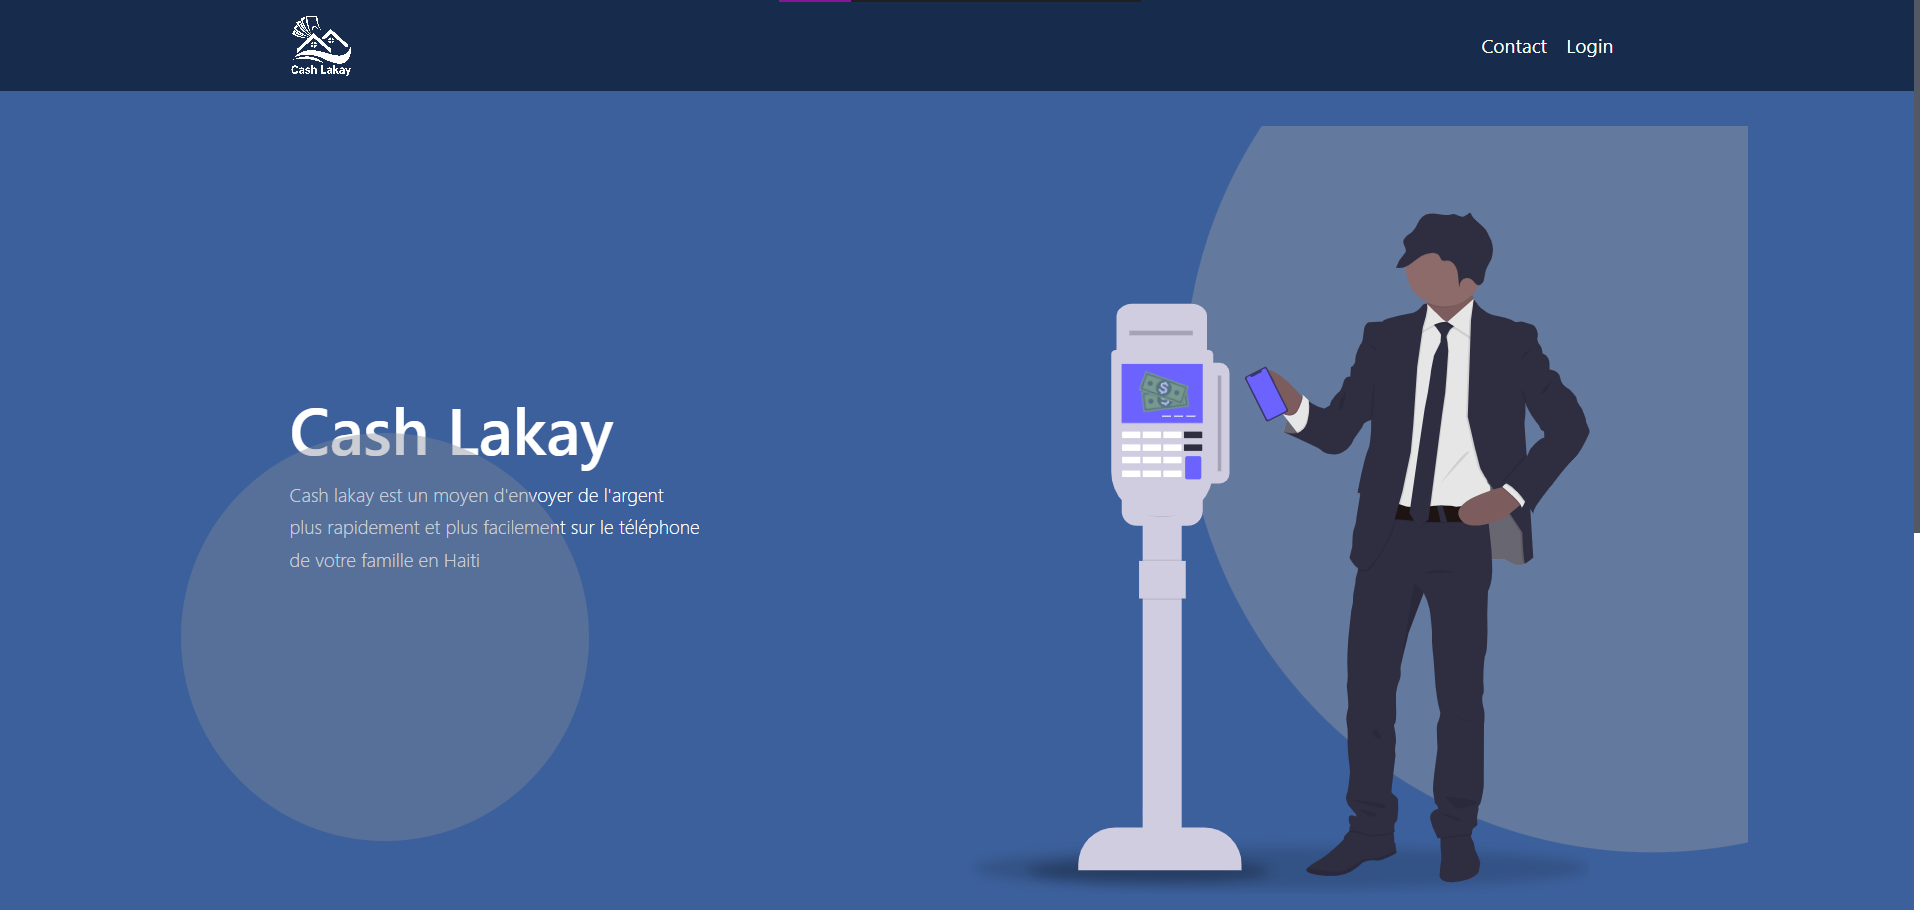 Cash Lakay
Contact Login
Cash Lakay
Cash lakay est un moyen d'envoyer de l'argent
plus rapidement et plus facilement sur le téléphone
de votre famille en Haiti
$
$